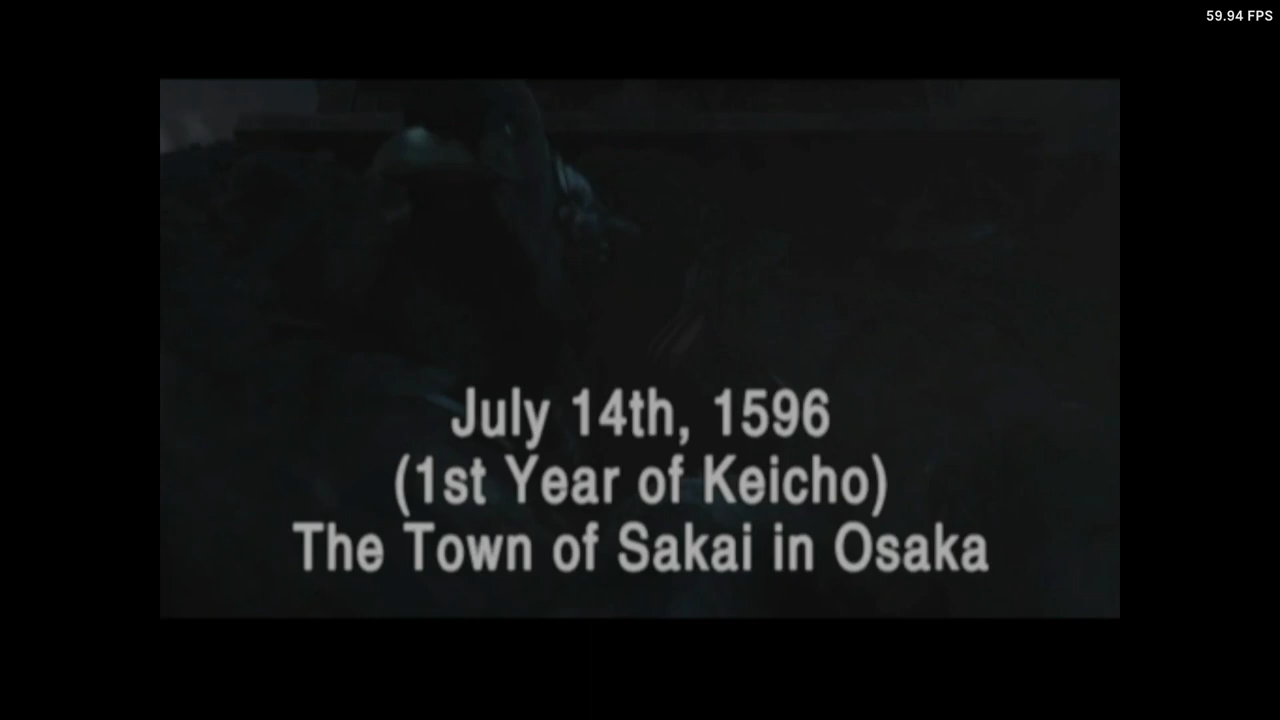 59.94 FPS
July 14th, 1596
(1st Year of Keicho)
The Town of Sakai in Osaka